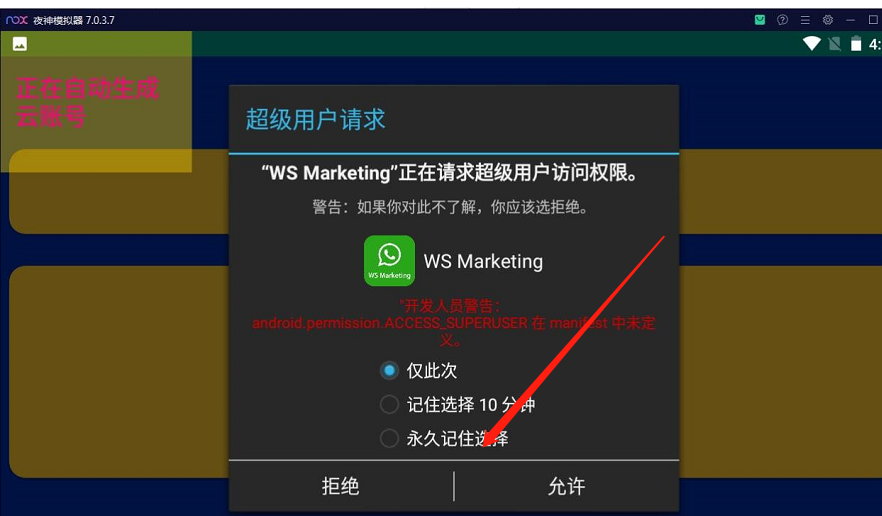 nox 夜神模拟器 7.0.3.7
4:
正在自动生成
云账号
超级用户请求
“WS Marketing”正在请求超级用户访问权限。
警告：如果你对此不了解，你应该选拒绝。
WS Marketing
WS Marketing
"开发人员警告：
android.permission.ACCESS_SUPERUSER 在 manifest 中未定
义。
仅此次
记住选择 10 分钟
永久记住选择
拒绝
允许